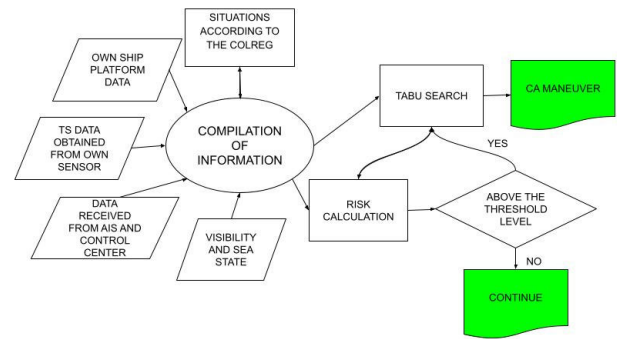 SITUATIONS
ACCORDING TO
THE COLREG
OWN SHIP
PLATFORM
DATA
TABU SEARCH
CA MANEUVER
TS DATA
OBTAINED
FROM OWN
SENSOR
COMPILATION
OF
INFORMATION
YES
DATA
RECEIVED
FROM AIS AND
CONTROL
CENTER
VISIBILITY
AND SEA
STATE
RISK
CALCULATION
ABOVE THE
THRESHOLD
LEVEL
NO
CONTINUE